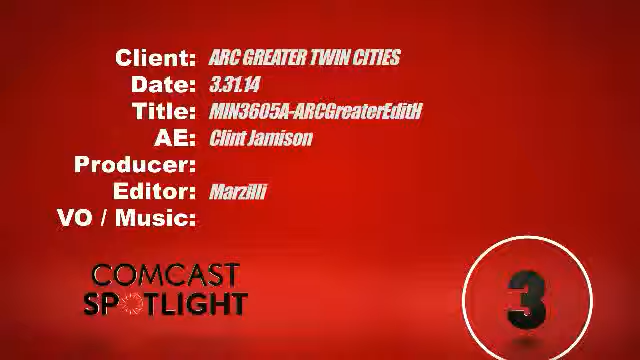 Client: ARC GREATER TWIN CITIES
Date: 3.31.14
Title: MIN3605A-ARCGreaterEditH
AE: Clint Jamison
Producer:
Editor: Marzilli
VO / Music:
COMCAST
SPOTLIGHT
3